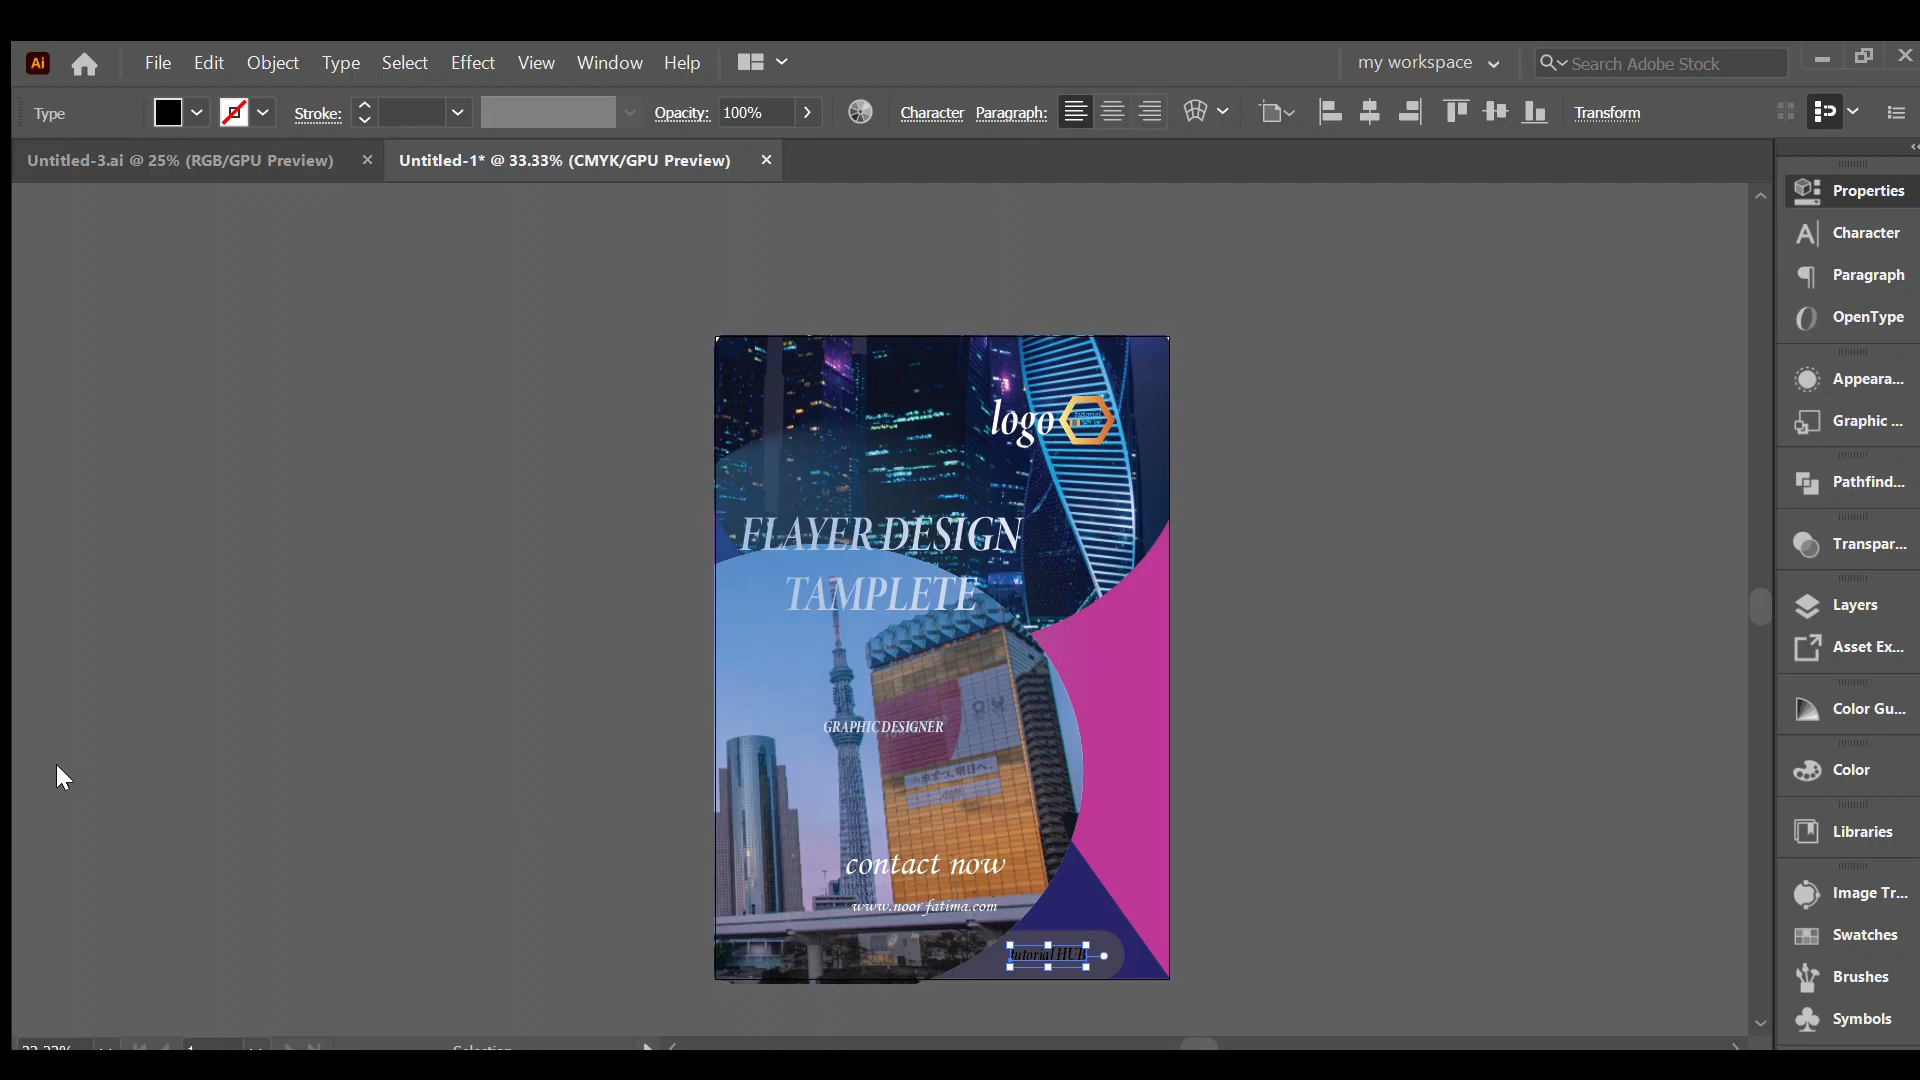 Ai File Edit Object Type Select Effect View Window Help my workspace Search Adobe Stock
Type Stroke: Opacity: 100% Character Paragraph: Transform
Untitled-3.ai @ 25% (RGB/GPU Preview) Untitled-1* @ 33.33% (CMYK/GPU Preview)
Properties
Character
Paragraph
OpenType
Appeara...
Graphic ...
Pathfind...
Transpar...
Layers
Asset Ex...
Color Gu...
Color
Libraries
Image Tr...
Swatches
Brushes
Symbols
logo
FLAYER DESIGN
TAMPLETE
GRAPHIC DESIGNER
contact now
www.noor fatima.com
tutorial HUB